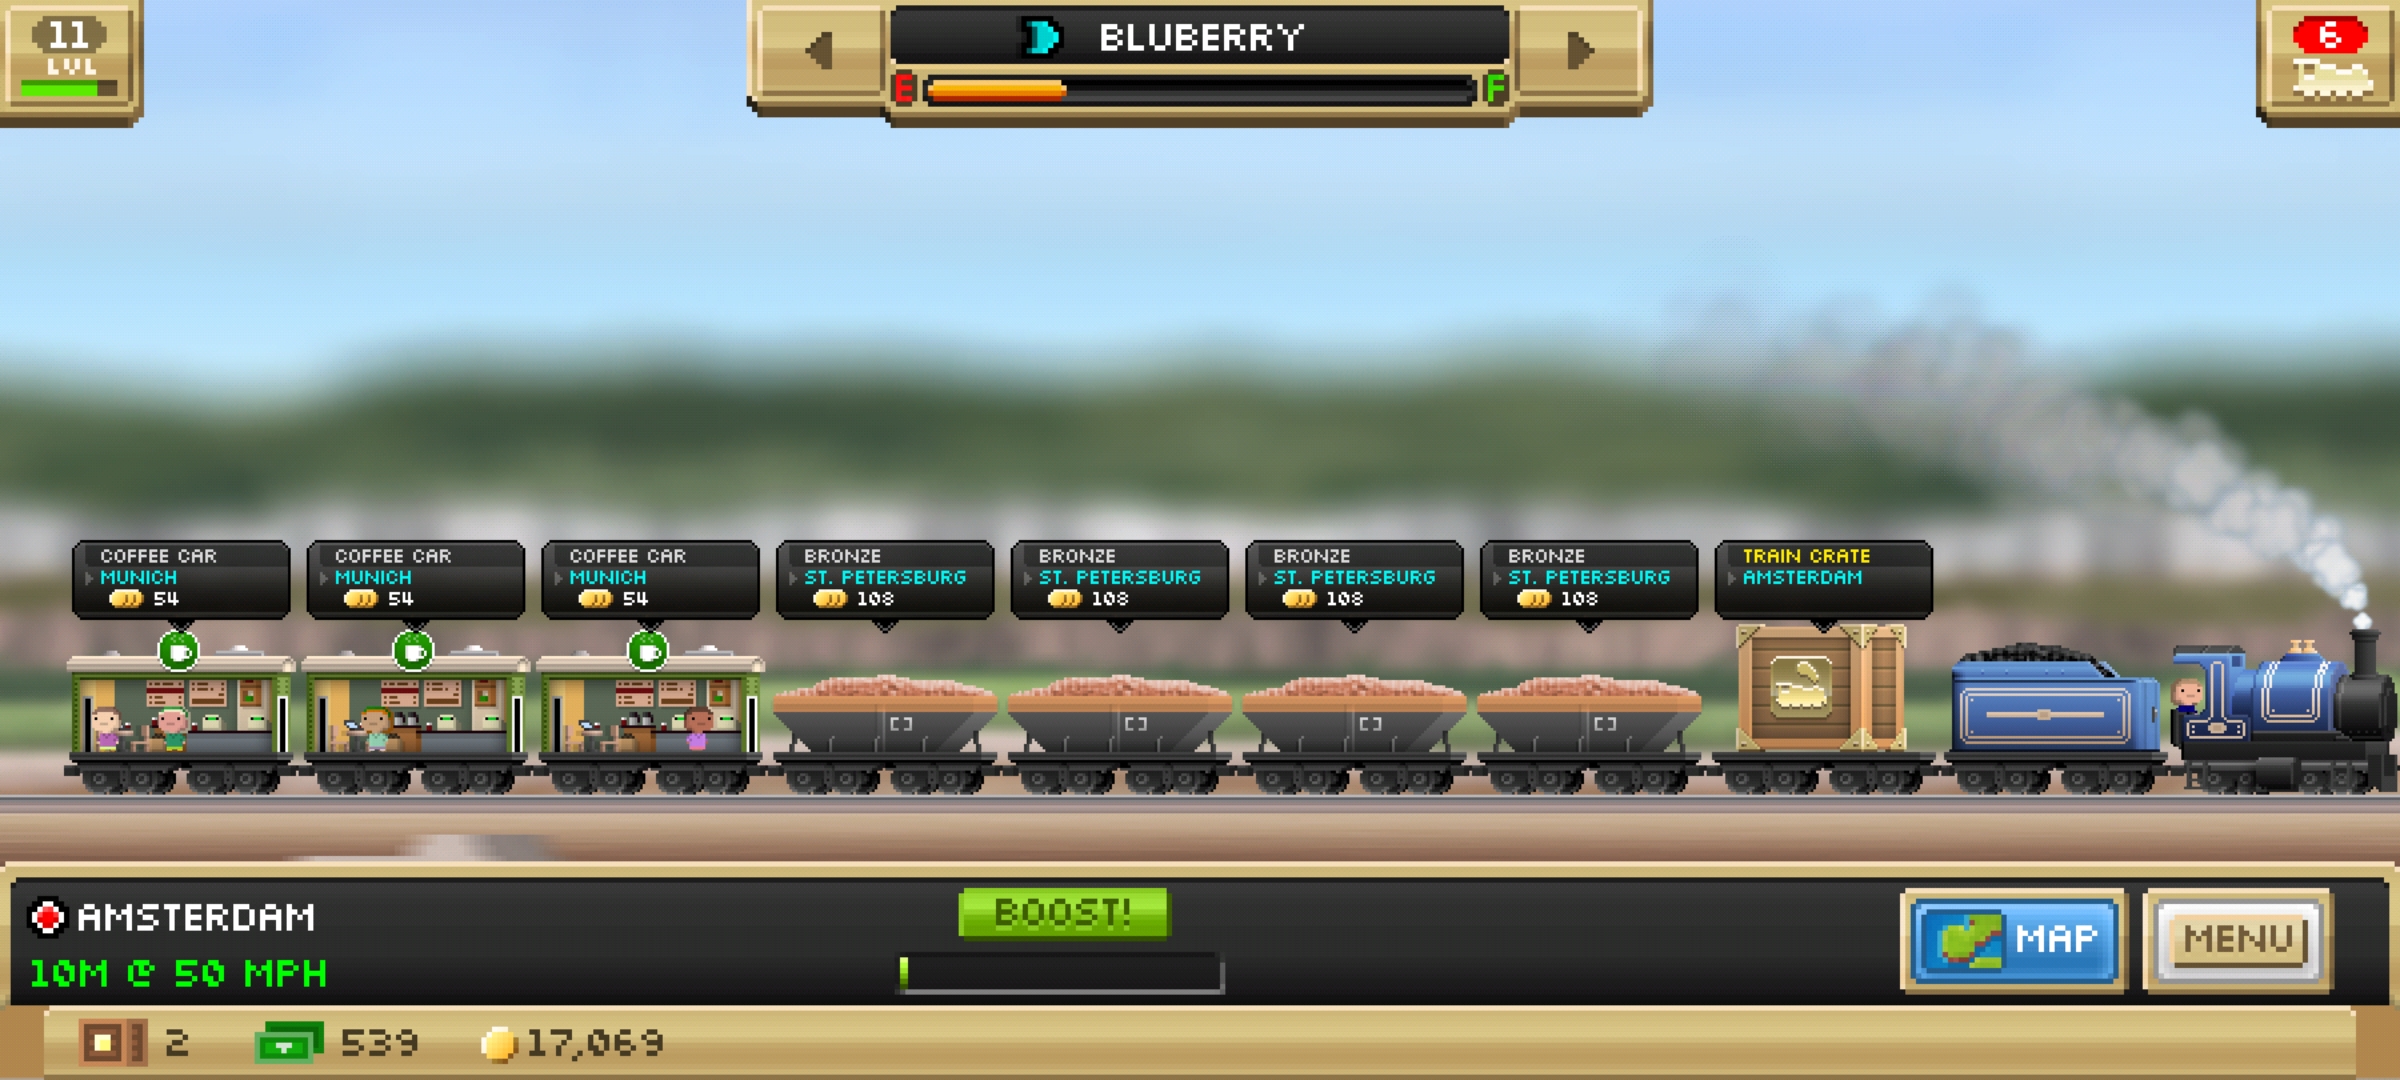 11
LVL
BLUBERRY
E
F
6
COFFEE CAR
MUNICH
54
COFFEE CAR
MUNICH
54
COFFEE CAR
MUNICH
54
BRONZE
ST. PETERSBURG
108
BRONZE
ST. PETERSBURG
108
BRONZE
ST. PETERSBURG
108
BRONZE
ST. PETERSBURG
108
TRAIN CRATE
AMSTERDAM
AMSTERDAM
10M @ 50 MPH
BOOST!
MAP
MENU
2
539
17,069